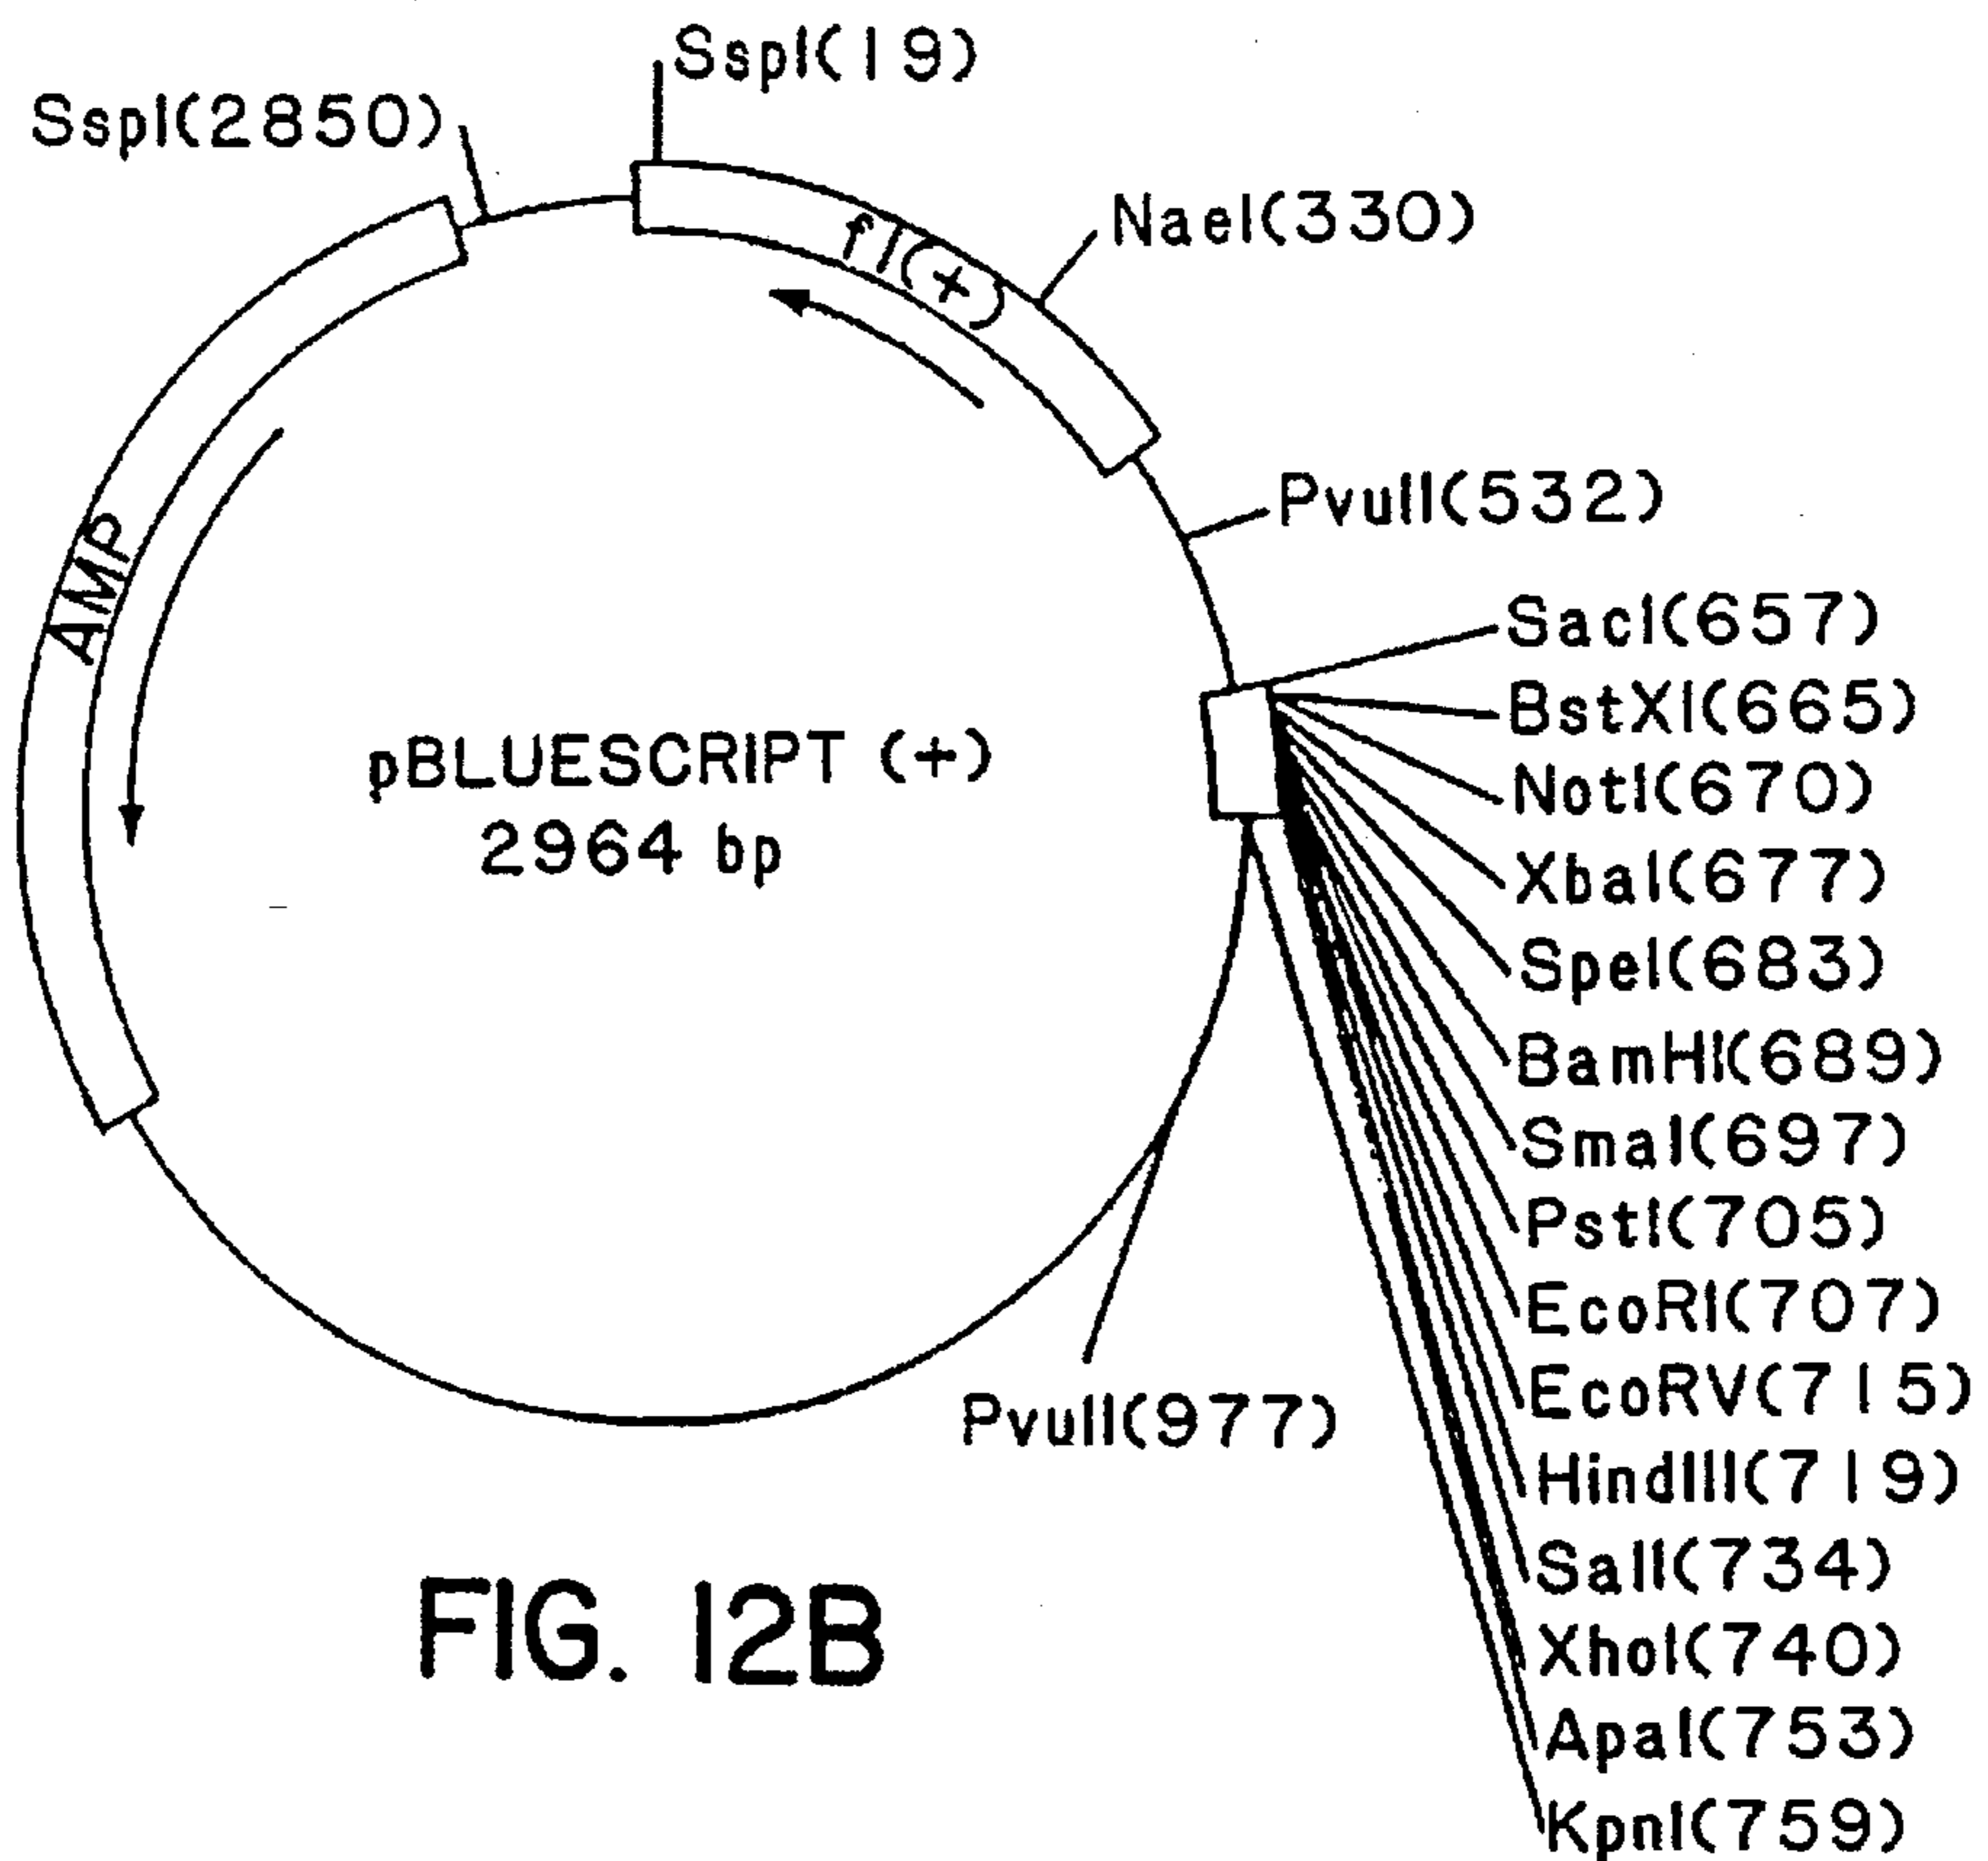 SspI(19)
SspI(2850)
NaeI(330)
f1(+)
PvuII(532)
AMP
SacI(657)
BstXI(665)
NotI(670)
XbaI(677)
SpeI(683)
BamHI(689)
SmaI(697)
PstI(705)
EcoRI(707)
EcoRV(715)
HindIII(719)
SalI(734)
XhoI(740)
ApaI(753)
KpnI(759)
pBLUESCRIPT (+)
2964 bp
PvuII(977)
FIG. 12B